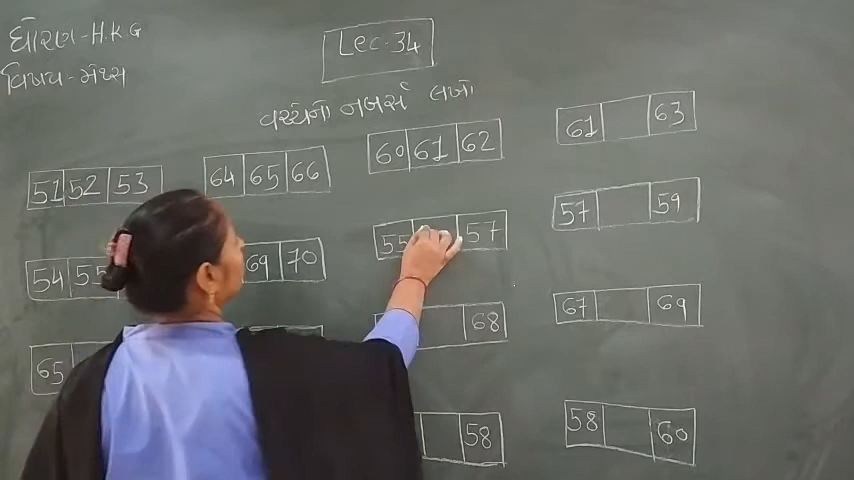 ધોરણ - H.K G
Lec. 34
વિષય - મેથ્સ
વચ્ચેનો નંબર્સ લખો
51 52 53
64 65 66
60 61 62
61 63
54 55
69 70
55 57
57 59
65
68
67 69
58
58 60